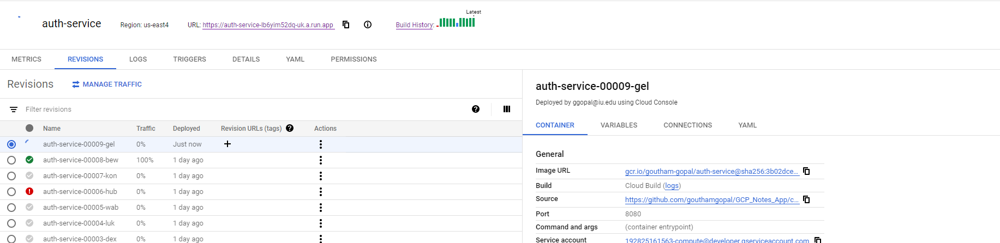 Latest
auth-service Region: us-east4 URL: https://auth-service-lb6yim52dq-uk.a.run.app Build History:
METRICS REVISIONS LOGS TRIGGERS DETAILS YAML PERMISSIONS
Revisions MANAGE TRAFFIC
Filter revisions
Name Traffic Deployed Revision URLs (tags) Actions
auth-service-00009-gel 0% Just now
auth-service-00008-bew 100% 1 day ago
auth-service-00007-kon 0% 1 day ago
auth-service-00006-hub 0% 1 day ago
auth-service-00005-wab 0% 1 day ago
auth-service-00004-luk 0% 1 day ago
auth-service-00003-dex 0% 1 day ago
auth-service-00009-gel
Deployed by ggopal@iu.edu using Cloud Console
CONTAINER VARIABLES CONNECTIONS YAML
General
Image URL gcr.io/goutham-gopal/auth-service@sha256:3b02dce...
Build Cloud Build (logs)
Source https://github.com/gouthamgopal/GCP_Notes_App/c...
Port 8080
Command and args (container entrypoint)
Service account 192825161563-compute@developer.gserviceaccount.com